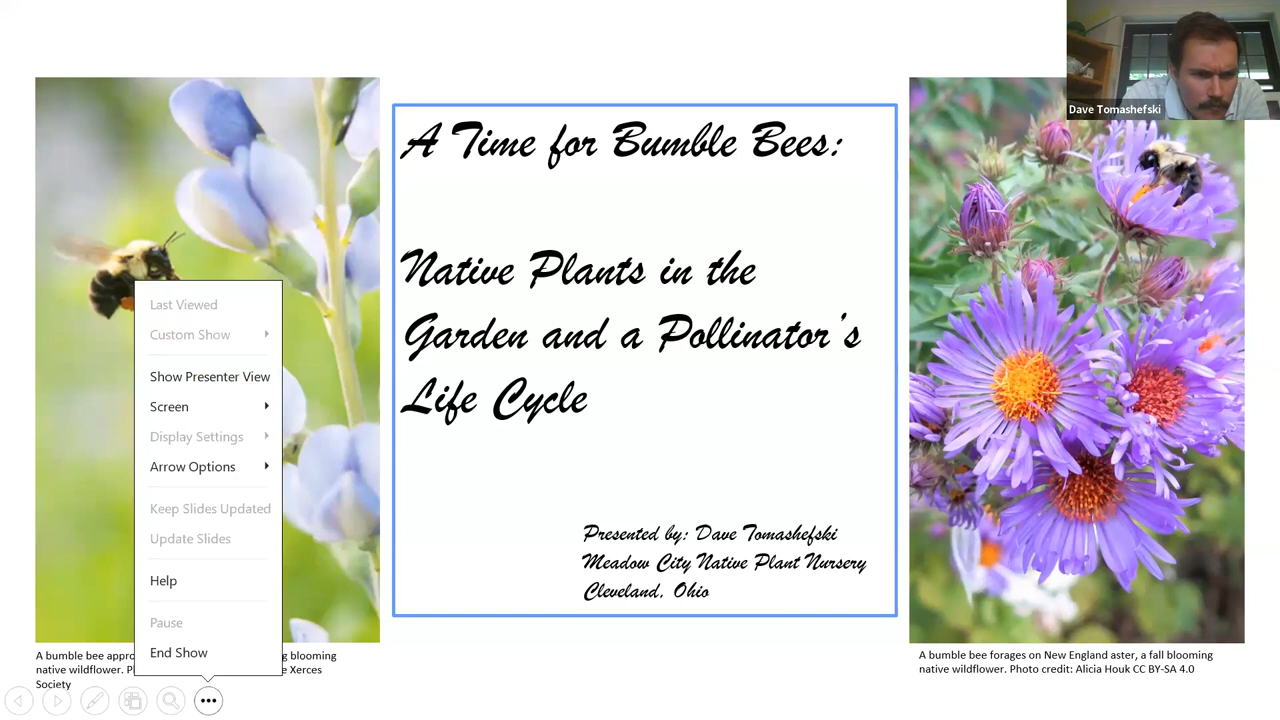 Dave Tomashefski
A Time for Bumble Bees:
Native Plants in the
Garden and a Pollinator's
Life Cycle
Presented by: Dave Tomashefski
Meadow City Native Plant Nursery
Cleveland, Ohio
Last Viewed
Custom Show
Show Presenter View
Screen
Display Settings
Arrow Options
Keep Slides Updated
Update Slides
Help
Pause
End Show
A bumble bee blooming
native wildflower. Xerces
Society
A bumble bee forages on New England aster, a fall blooming
native wildflower. Photo credit: Alicia Houk CC BY-SA 4.0